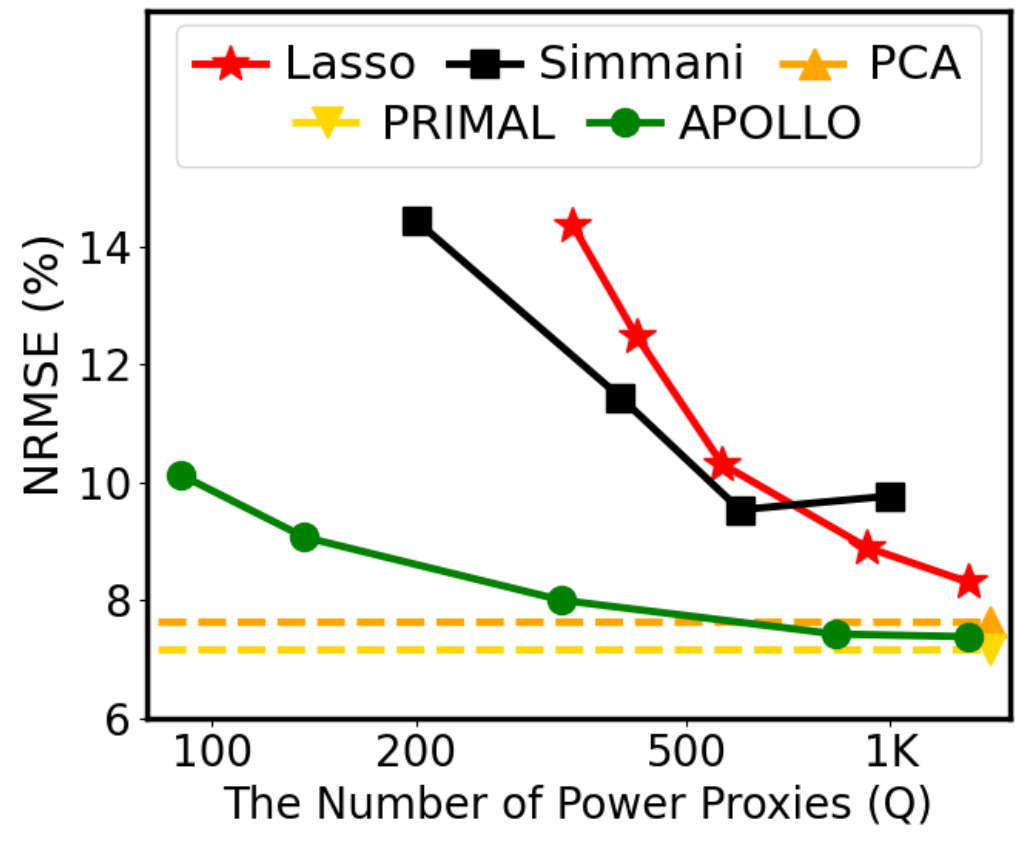 Lasso Simmani PCA
PRIMAL APOLLO
NRMSE (%)
14
12
10
8
6
100 200 500 1K
The Number of Power Proxies (Q)